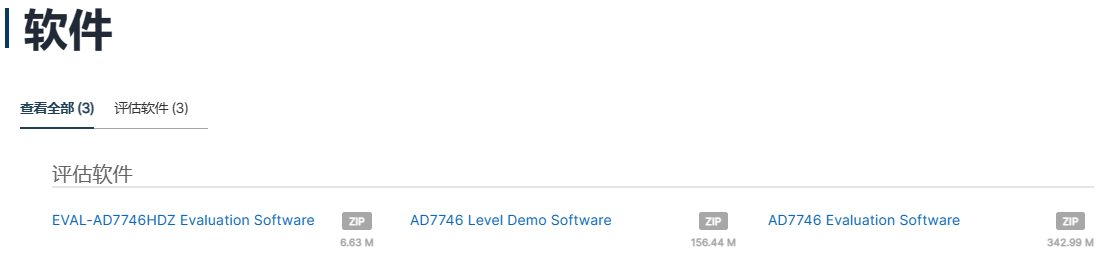 软件
查看全部 (3) 评估软件 (3)
评估软件
EVAL-AD7746HDZ Evaluation Software ZIP AD7746 Level Demo Software ZIP AD7746 Evaluation Software ZIP
6.63 M 156.44 M 342.99 M